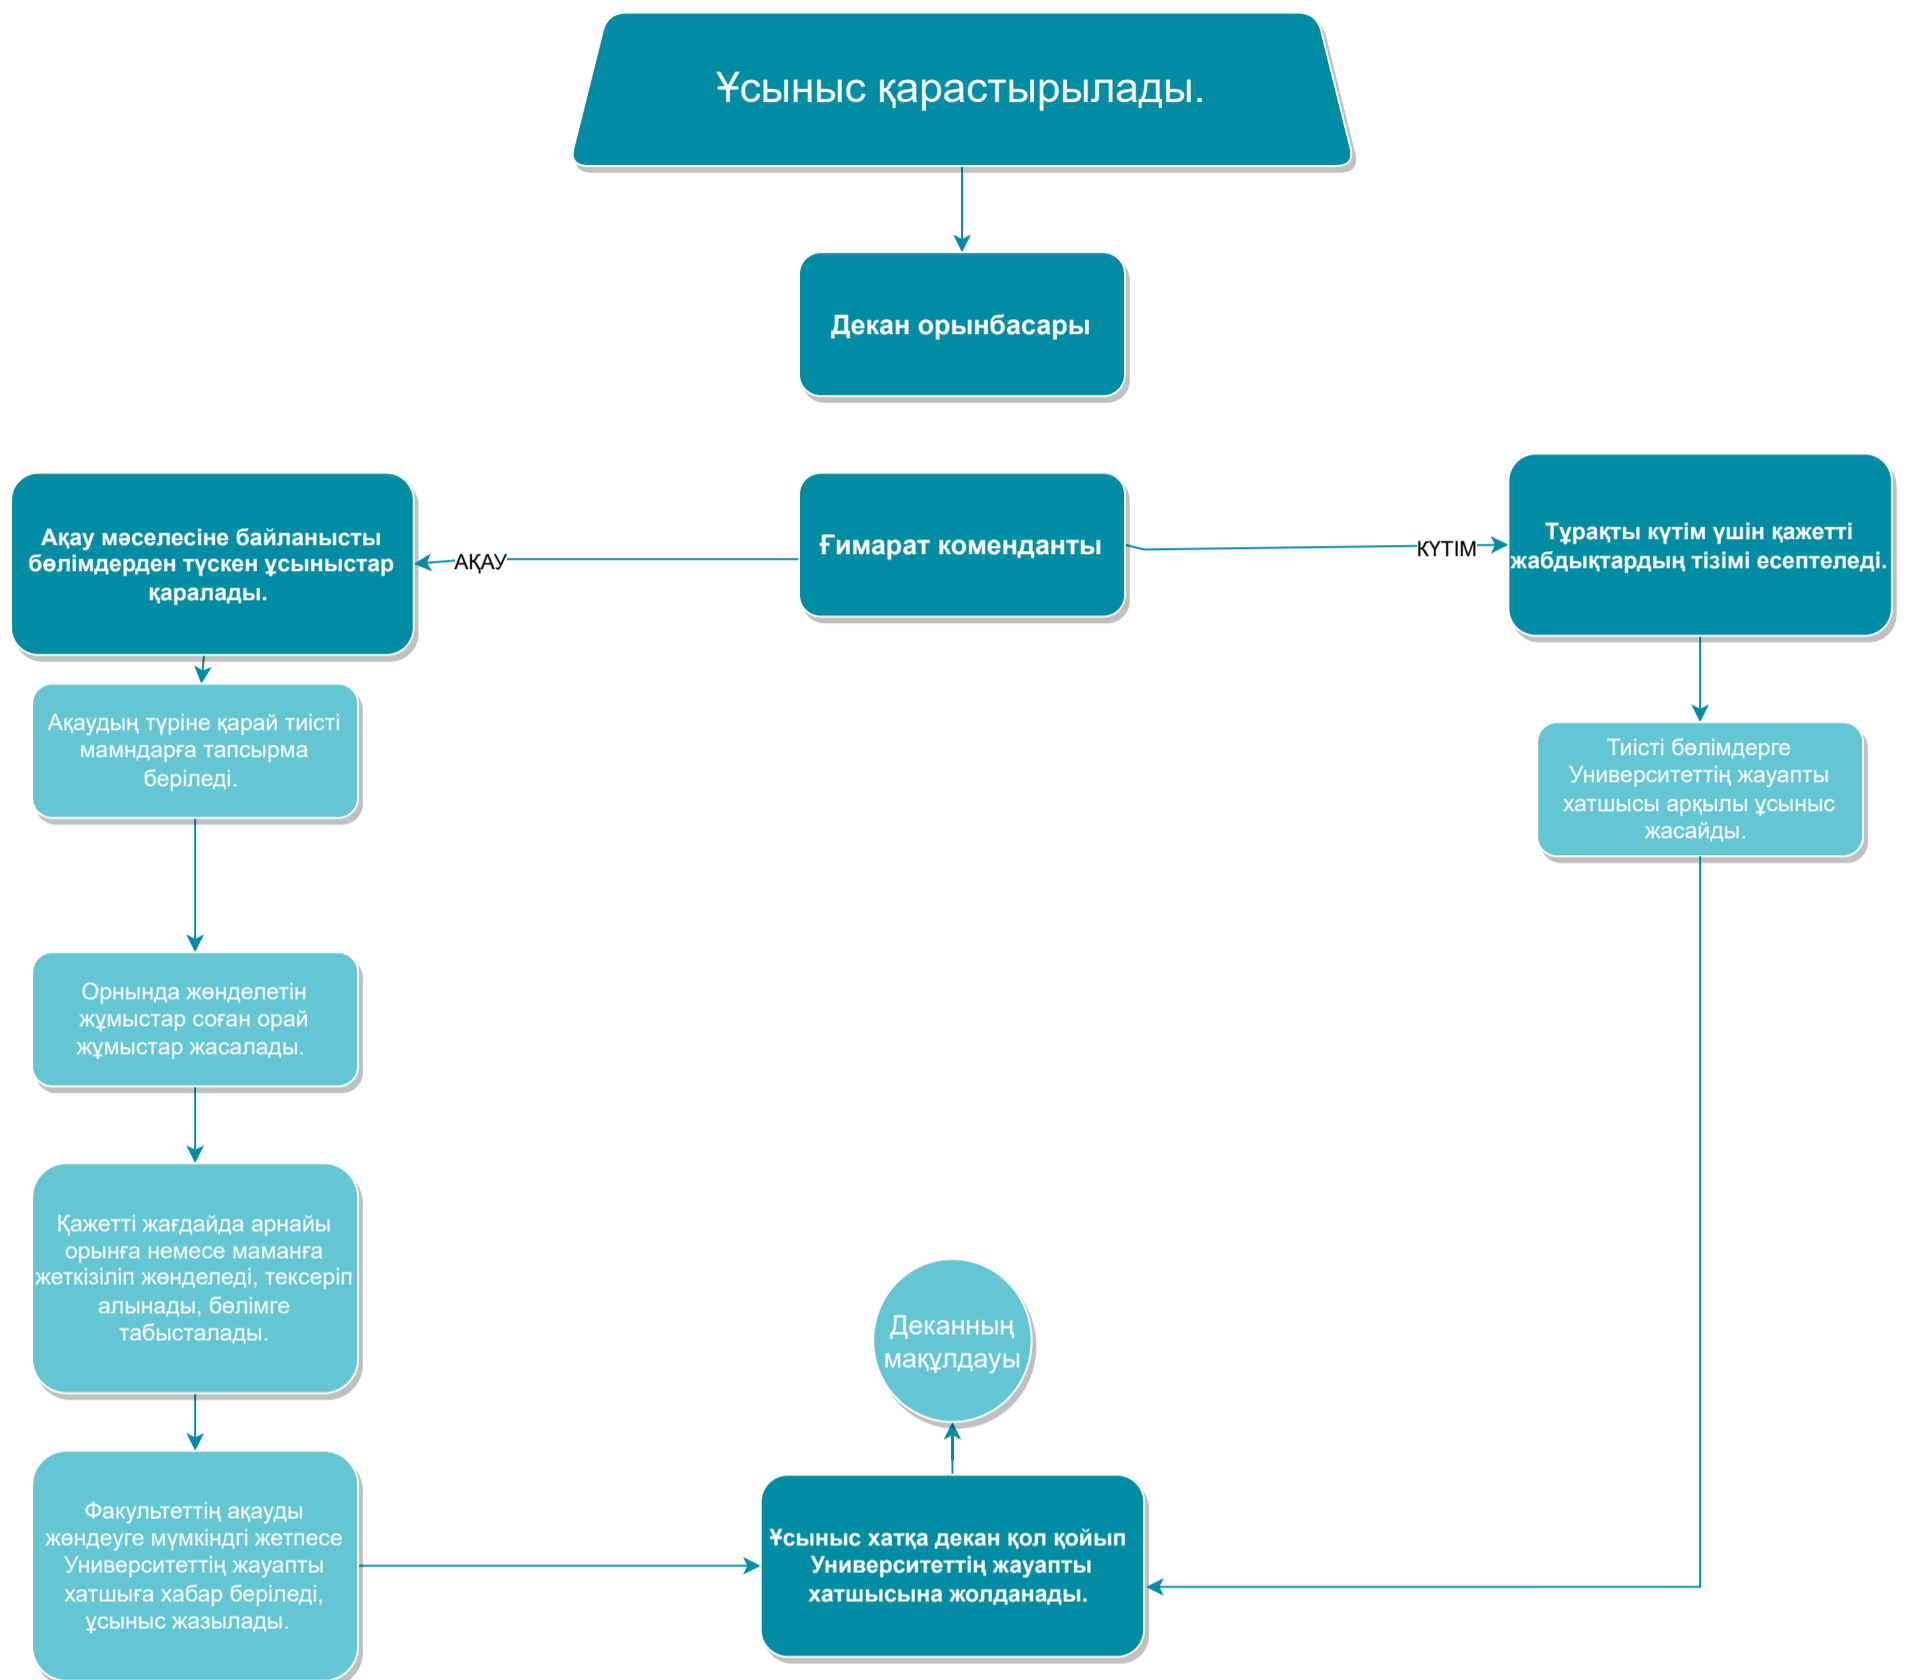 Ұсыныс қарастырылады.
Декан орынбасары
Ақау мәселесіне байланысты
бөлімдерден түскен ұсыныстар
қаралады.
АҚАУ
Ғимарат коменданты
КҮТІМ
Тұрақты күтім үшін қажетті
жабдықтардың тізімі есептеледі.
Ақаудың түріне қарай тиісті
мамндарға тапсырма
беріледі.
Тиісті бөлімдерге
Университеттің жауапты
хатшысы арқылы ұсыныс
жасайды.
Орнында жөнделетін
жұмыстар соған орай
жұмыстар жасалады.
Қажетті жағдайда арнайы
орынға немесе маманға
жеткізіліп жөнделеді, тексеріп
алынады, бөлімге
табысталады.
Деканның
мақұлдауы
Факультеттің ақауды
жөндеуге мүмкіндгі жетпесе
Университеттің жауапты
хатшыға хабар беріледі,
ұсыныс жазылады.
Ұсыныс хатқа декан қол қойып
Университеттің жауапты
хатшысына жолданады.